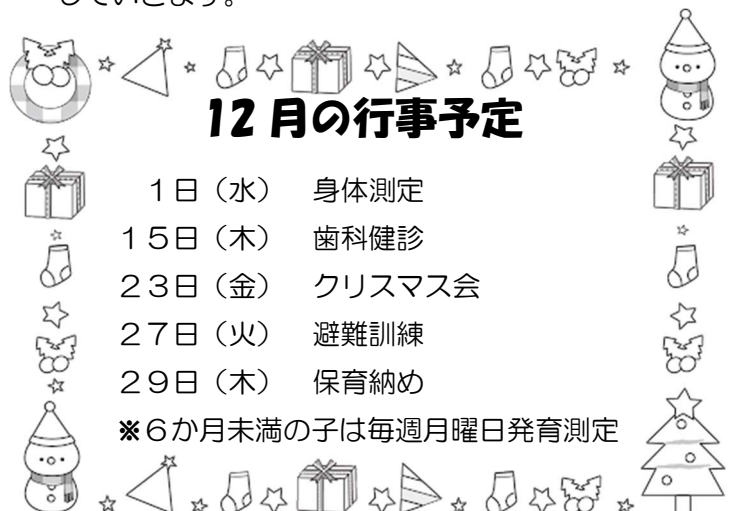 していきます。
12月の行事予定
１日（水）　身体測定
１５日（木）　歯科健診
２３日（金）　クリスマス会
２７日（火）　避難訓練
２９日（木）　保育納め
※６か月未満の子は毎週月曜日発育測定